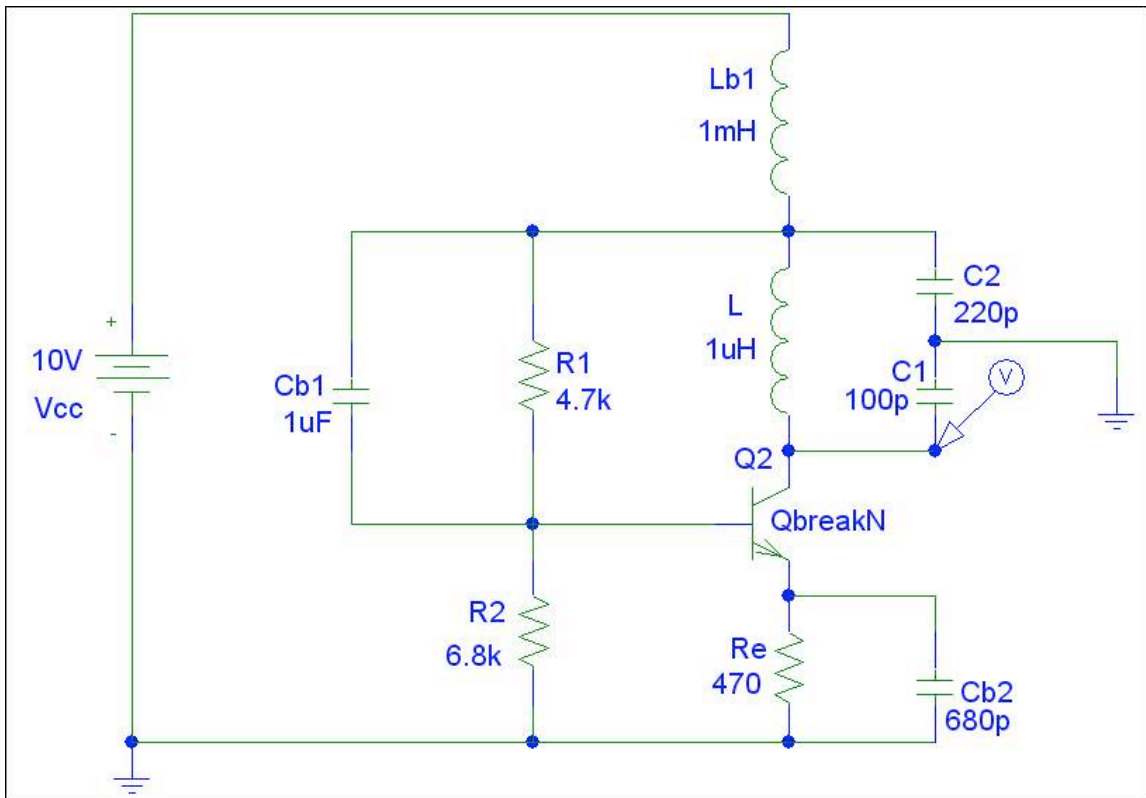 Lb1
1mH
C2
220p
L
1uH
+
10V
Vcc
-
R1
4.7k
Cb1
1uF
C1
100p
V
Q2
QbreakN
R2
6.8k
Re
470
Cb2
680p